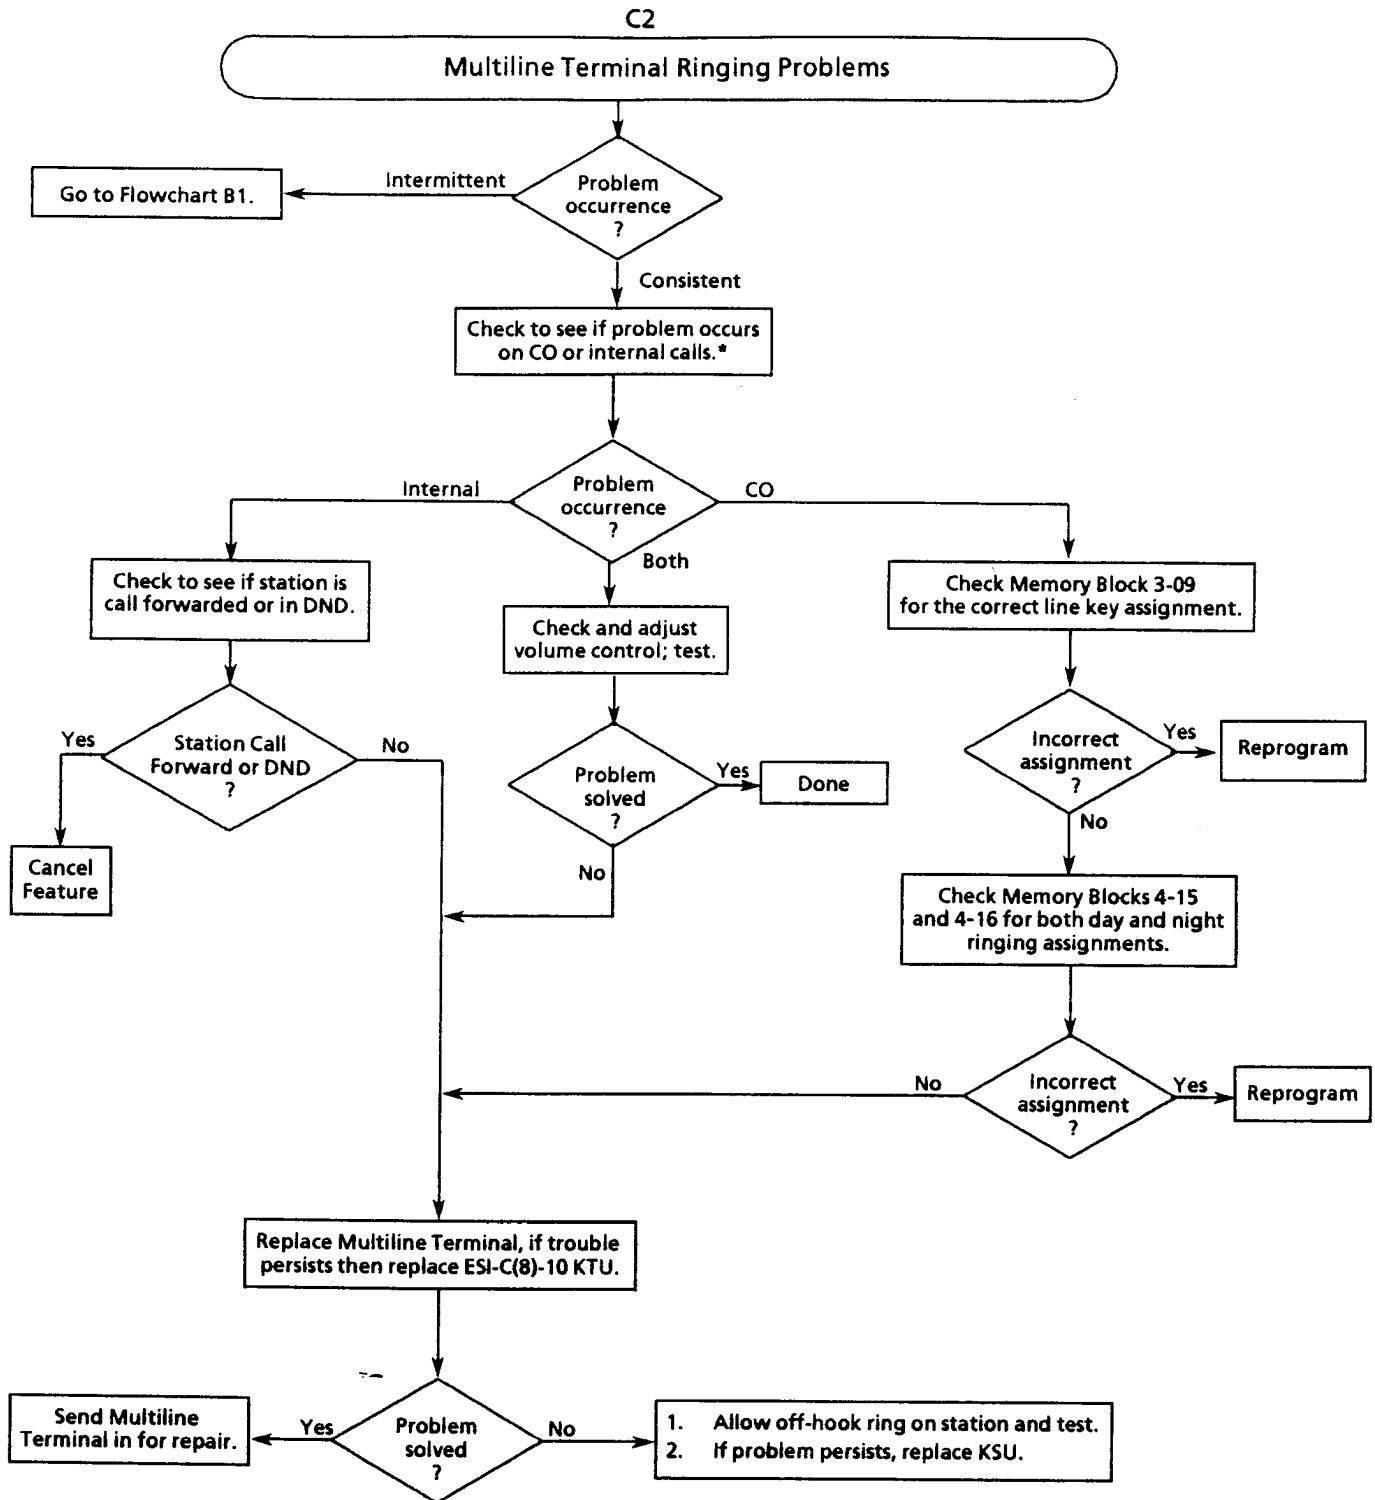 C2
Multiline Terminal Ringing Problems
Problem
occurrence
?
Intermittent
Go to Flowchart B1.
Consistent
Check to see if problem occurs
on CO or internal calls.*
Problem
occurrence
?
Internal
CO
Both
Check to see if station is
call forwarded or in DND.
Station Call
Forward or DND
?
Yes
No
Cancel
Feature
Check and adjust
volume control; test.
Problem
solved
?
Yes
Done
No
Check Memory Block 3-09
for the correct line key assignment.
Incorrect
assignment
?
Yes
Reprogram
No
Check Memory Blocks 4-15
and 4-16 for both day and night
ringing assignments.
Incorrect
assignment
?
No
Yes
Reprogram
Replace Multiline Terminal, if trouble
persists then replace ESI-C(8)-10 KTU.
Problem
solved
?
Yes
Send Multiline
Terminal in for repair.
No
1. Allow off-hook ring on station and test.
2. If problem persists, replace KSU.